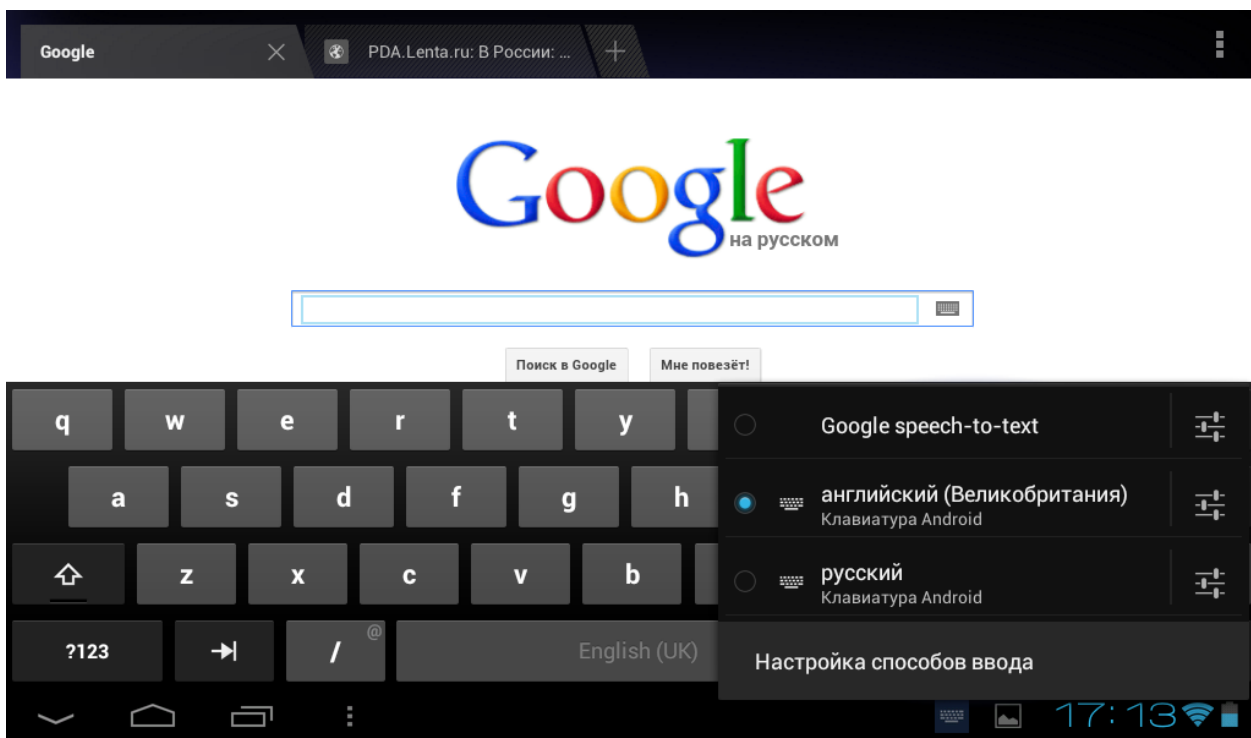 Google
PDA.Lenta.ru: В России: ...
Google
на русском
Поиск в Google
Мне повезёт!
q w e r t y
a s d f g h
z x c v b
?123 / @ English (UK)
Google speech-to-text
английский (Великобритания)
Клавиатура Android
русский
Клавиатура Android
Настройка способов ввода
17:13